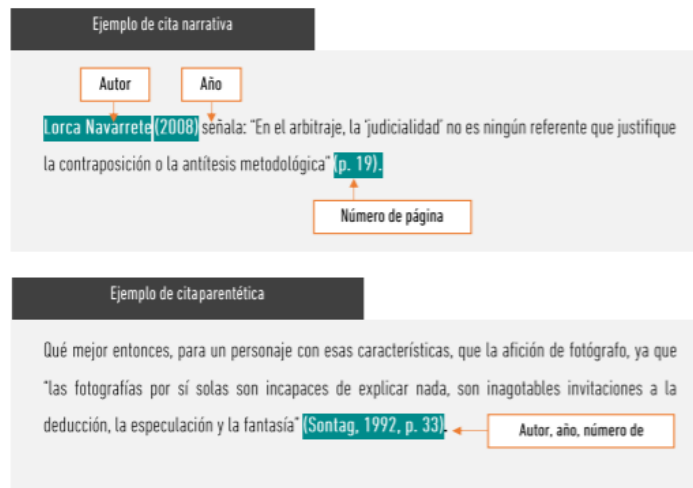 Ejemplo de cita narrativa
Autor
Año
Lorca Navarrete (2008) señala: “En el arbitraje, la ‘judicialidad’ no es ningún referente que justifique
la contraposición o la antítesis metodológica” (p. 19).
Número de página
Ejemplo de citaparentética
Qué mejor entonces, para un personaje con esas características, que la afición de fotógrafo, ya que
“las fotografías por sí solas son incapaces de explicar nada, son inagotables invitaciones a la
deducción, la especulación y la fantasía” (Sontag, 1992, p. 33).
Autor, año, número de